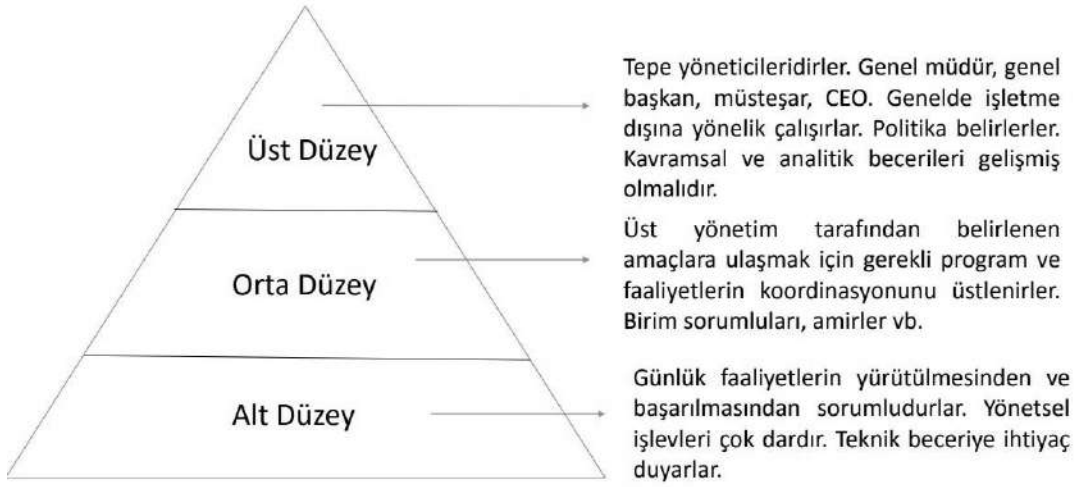 Üst Düzey
Tepe yöneticileridirler. Genel müdür, genel
başkan, müsteşar, CEO. Genelde işletme
dışına yönelik çalışırlar. Politika belirlerler.
Kavramsal ve analitik becerileri gelişmiş
olmalıdır.
Orta Düzey
Üst yönetim tarafından belirlenen
amaçlara ulaşmak için gerekli program ve
faaliyetlerin koordinasyonunu üstlenirler.
Birim sorumluları, amirler vb.
Alt Düzey
Günlük faaliyetlerin yürütülmesinden ve
başarılmasından sorumludurlar. Yönetsel
işlevleri çok dardır. Teknik beceriye ihtiyaç
duyarlar.